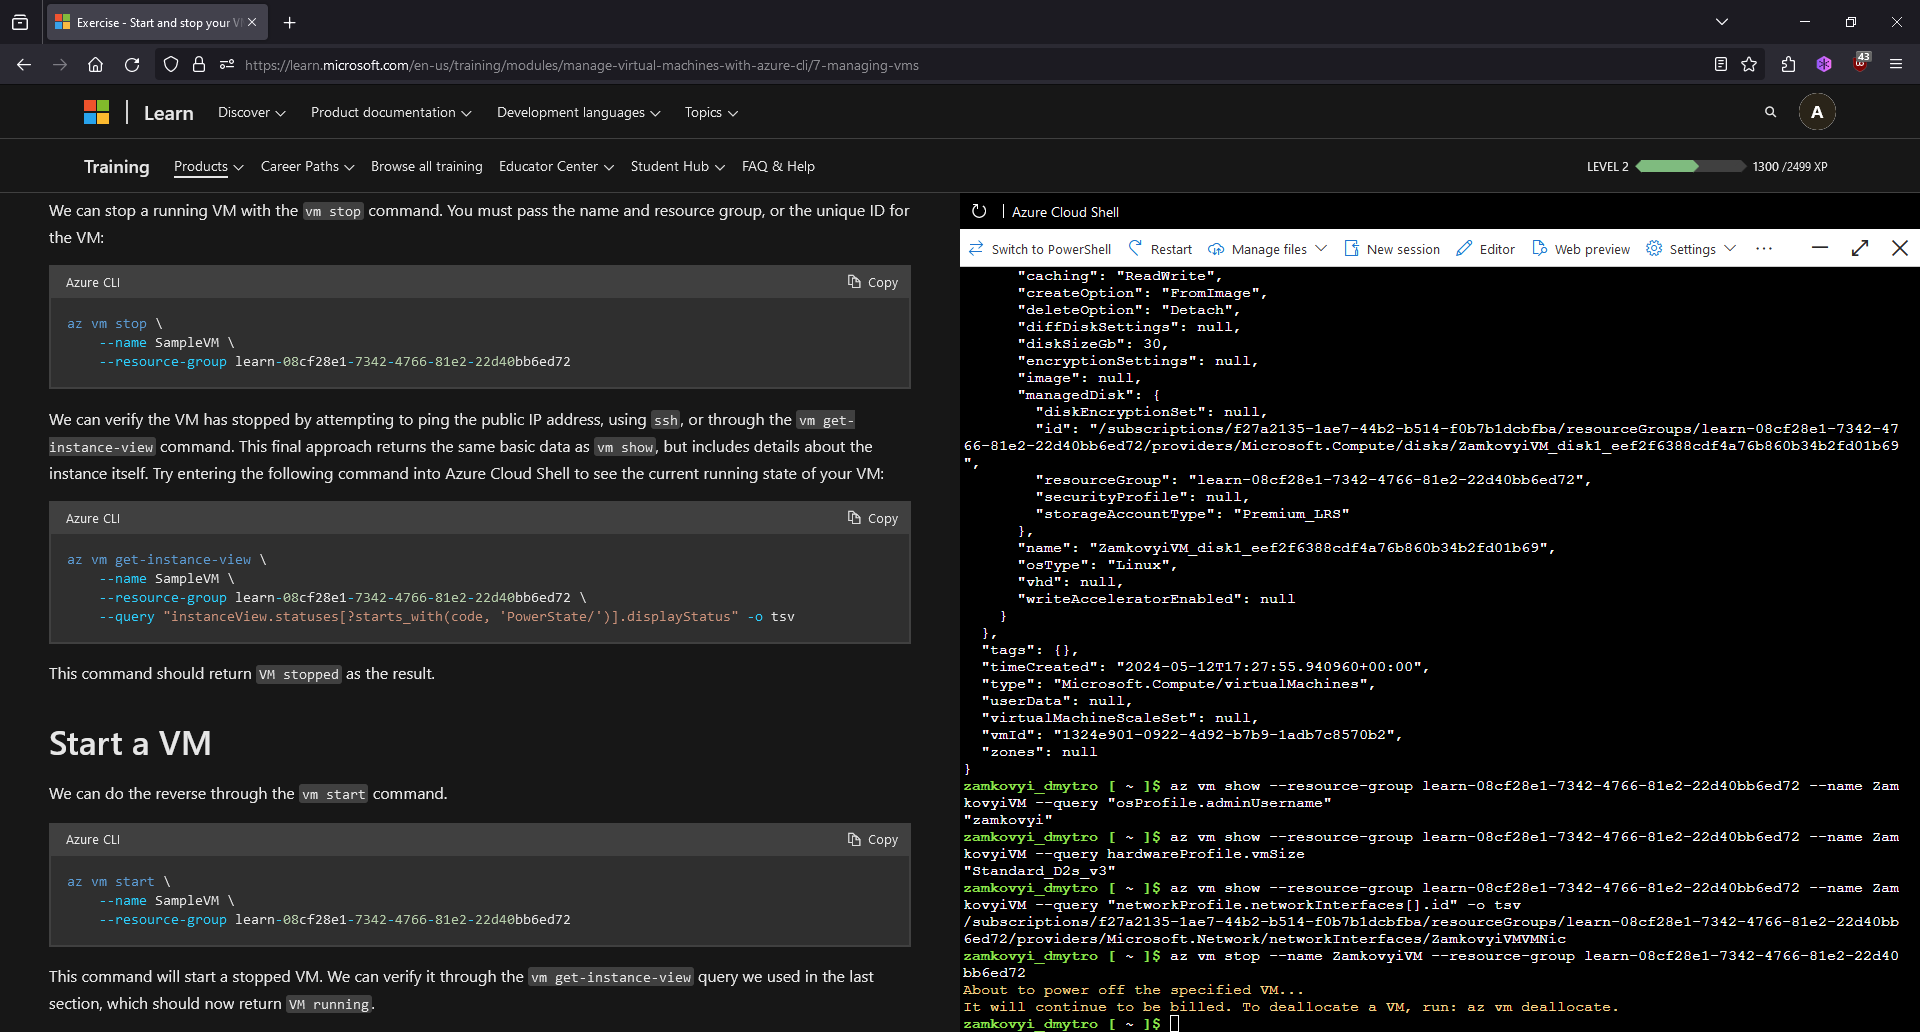 Exercise - Start and stop your V
https://learn.microsoft.com/en-us/training/modules/manage-virtual-machines-with-azure-cli/7-managing-vms
43
Learn
Discover
Product documentation
Development languages
Topics
A
Training
Products
Career Paths
Browse all training
Educator Center
Student Hub
FAQ & Help
LEVEL 2
1300 /2499 XP
We can stop a running VM with the vm stop command. You must pass the name and resource group, or the unique ID for
the VM:
Azure CLI
Copy
az vm stop \
--name SampleVM \
--resource-group learn-08cf28e1-7342-4766-81e2-22d40bb6ed72
We can verify the VM has stopped by attempting to ping the public IP address, using ssh, or through the vm get-
instance-view command. This final approach returns the same basic data as vm show, but includes details about the
instance itself. Try entering the following command into Azure Cloud Shell to see the current running state of your VM:
Azure CLI
Copy
az vm get-instance-view \
--name SampleVM \
--resource-group learn-08cf28e1-7342-4766-81e2-22d40bb6ed72 \
--query "instanceView.statuses[?starts_with(code, 'PowerState/')].displayStatus" -o tsv
This command should return VM stopped as the result.
Start a VM
We can do the reverse through the vm start command.
Azure CLI
Copy
az vm start \
--name SampleVM \
--resource-group learn-08cf28e1-7342-4766-81e2-22d40bb6ed72
This command will start a stopped VM. We can verify it through the vm get-instance-view query we used in the last
section, which should now return VM running.
Azure Cloud Shell
Switch to PowerShell
Restart
Manage files
New session
Editor
Web preview
Settings
"caching": "ReadWrite",
"createOption": "FromImage",
"deleteOption": "Detach",
"diffDiskSettings": null,
"diskSizeGb": 30,
"encryptionSettings": null,
"image": null,
"managedDisk": {
"diskEncryptionSet": null,
"id": "/subscriptions/f27a2135-1ae7-44b2-b514-f0b7b1dcbfba/resourceGroups/learn-08cf28e1-7342-47
66-81e2-22d40bb6ed72/providers/Microsoft.Compute/disks/ZamkovyiVM_disk1_eef2f6388cdf4a76b860b34b2fd01b69
",
"resourceGroup": "learn-08cf28e1-7342-4766-81e2-22d40bb6ed72",
"securityProfile": null,
"storageAccountType": "Premium_LRS"
},
"name": "ZamkovyiVM_disk1_eef2f6388cdf4a76b860b34b2fd01b69",
"osType": "Linux",
"vhd": null,
"writeAcceleratorEnabled": null
}
},
"tags": {},
"timeCreated": "2024-05-12T17:27:55.940960+00:00",
"type": "Microsoft.Compute/virtualMachines",
"userData": null,
"virtualMachineScaleSet": null,
"vmId": "1324e901-0922-4d92-b7b9-1adb7c8570b2",
"zones": null
}
zamkovyi_dmytro [ ~ ]$ az vm show --resource-group learn-08cf28e1-7342-4766-81e2-22d40bb6ed72 --name Zam
kovyiVM --query "osProfile.adminUsername"
"zamkovyi"
zamkovyi_dmytro [ ~ ]$ az vm show --resource-group learn-08cf28e1-7342-4766-81e2-22d40bb6ed72 --name Zam
kovyiVM --query hardwareProfile.vmSize
"Standard_D2s_v3"
zamkovyi_dmytro [ ~ ]$ az vm show --resource-group learn-08cf28e1-7342-4766-81e2-22d40bb6ed72 --name Zam
kovyiVM --query "networkProfile.networkInterfaces[].id" -o tsv
/subscriptions/f27a2135-1ae7-44b2-b514-f0b7b1dcbfba/resourceGroups/learn-08cf28e1-7342-4766-81e2-22d40bb
6ed72/providers/Microsoft.Network/networkInterfaces/ZamkovyiVMVMNic
zamkovyi_dmytro [ ~ ]$ az vm stop --name ZamkovyiVM --resource-group learn-08cf28e1-7342-4766-81e2-22d40
bb6ed72
About to power off the specified VM...
It will continue to be billed. To deallocate a VM, run: az vm deallocate.
zamkovyi_dmytro [ ~ ]$